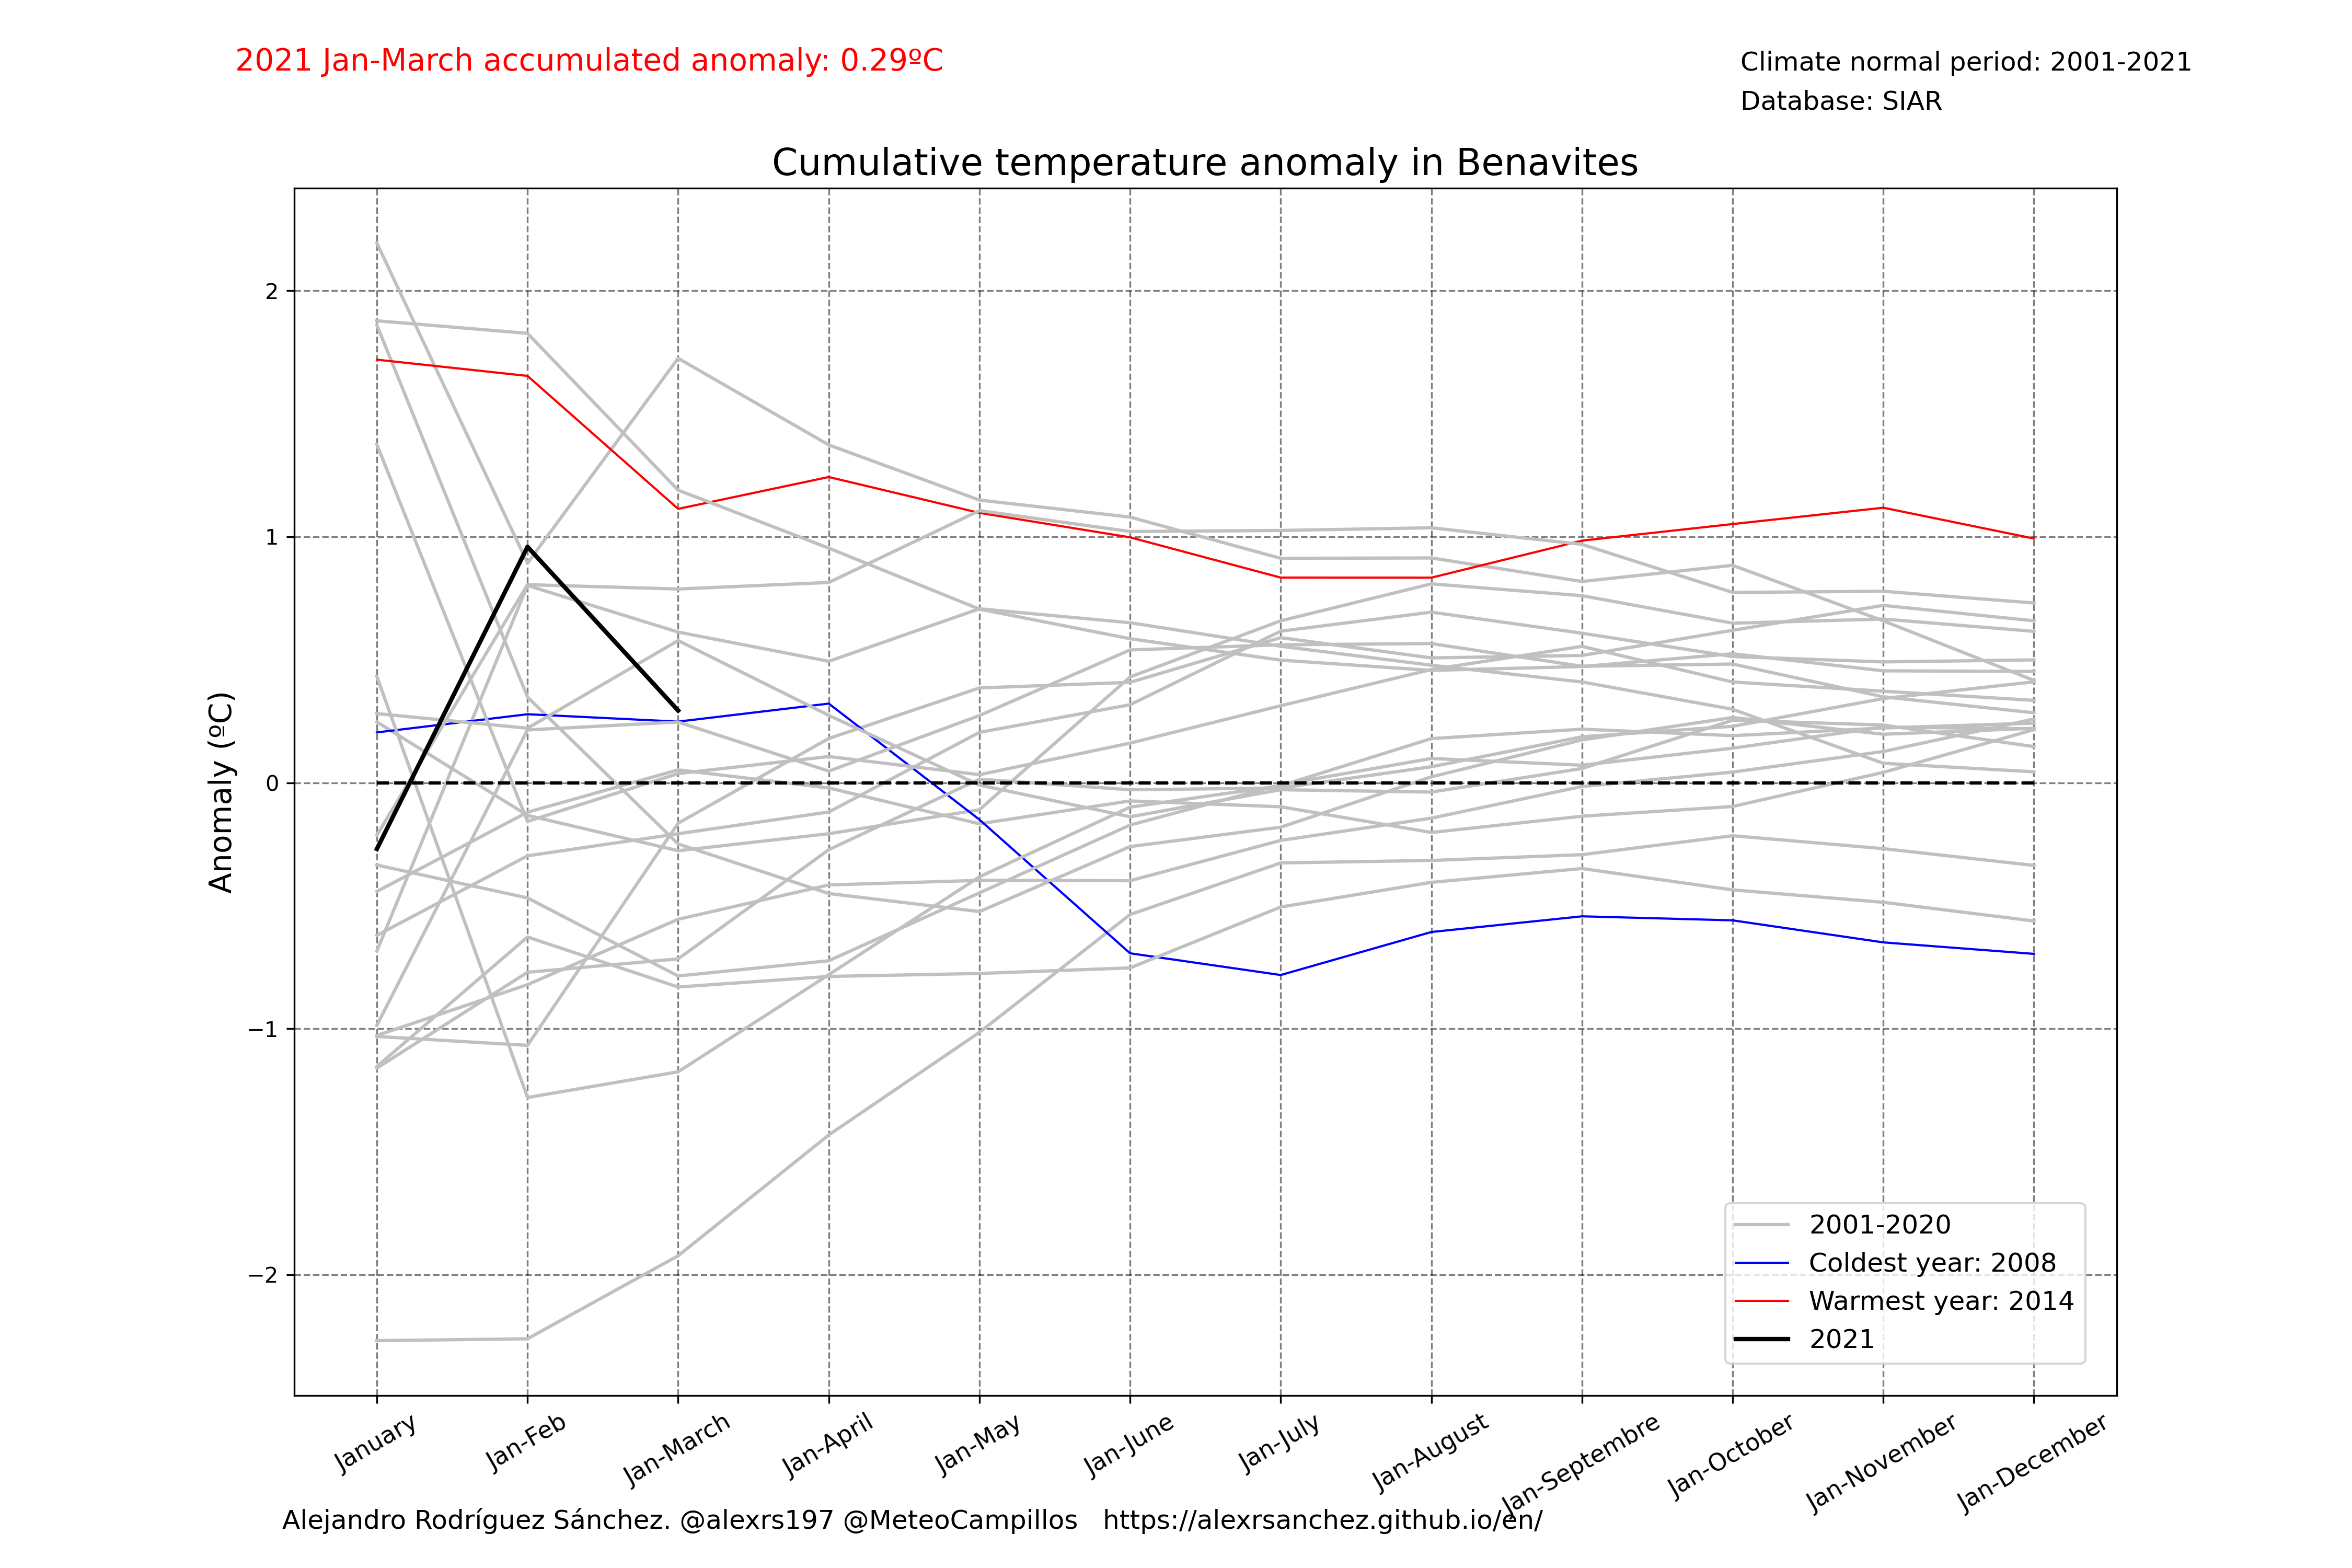 2021 Jan-March accumulated anomaly: 0.29ºC
Climate normal period: 2001-2021
Database: SIAR
Cumulative temperature anomaly in Benavites
Anomaly (ºC)
2
1
0
−1
−2
2001-2020
Coldest year: 2008
Warmest year: 2014
2021
January
Jan-Feb
Jan-March
Jan-April
Jan-May
Jan-June
Jan-July
Jan-August
Jan-Septembre
Jan-October
Jan-November
Jan-December
Alejandro Rodríguez Sánchez. @alexrs197 @MeteoCampillos https://alexrsanchez.github.io/en/